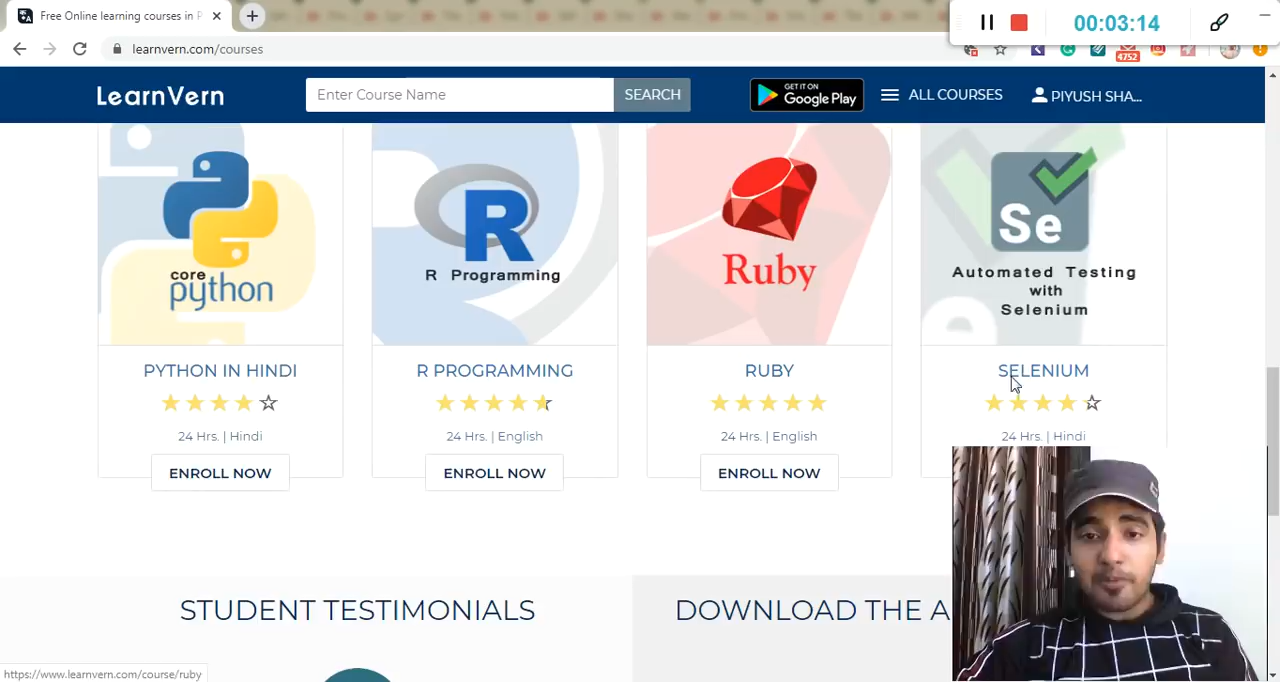 Free Online learning courses in P
00:03:14
learnvern.com/courses
4752
LearnVern
Enter Course Name
SEARCH
GET IT ON
Google Play
ALL COURSES
PIYUSH SHA...
core
python
R
R Programming
Ruby
Se
Automated Testing
with
Selenium
PYTHON IN HINDI
R PROGRAMMING
RUBY
SELENIUM
24 Hrs. | Hindi
24 Hrs. | English
24 Hrs. | English
24 Hrs. | Hindi
ENROLL NOW
ENROLL NOW
ENROLL NOW
STUDENT TESTIMONIALS
DOWNLOAD THE A
https://www.learnvern.com/course/ruby